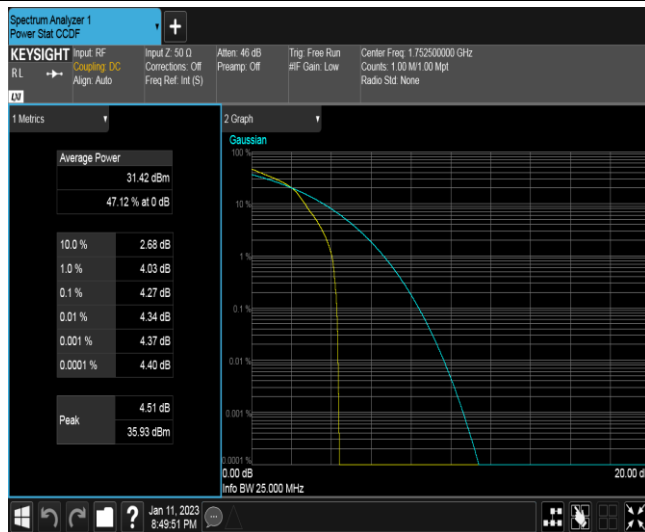 Spectrum Analyzer 1
Power Stat CCDF
+
KEYSIGHT
RL
LXI
Input: RF
Coupling: DC
Align: Auto
Input Z: 50 Ω
Corrections: Off
Freq Ref: Int (S)
Atten: 46 dB
Preamp: Off
Trig: Free Run
#IF Gain: Low
Center Freq: 1.752500000 GHz
Counts: 1.00 M/1.00 Mpt
Radio Std: None
1 Metrics
Average Power
31.42 dBm
47.12 % at 0 dB
10.0 % 2.68 dB
1.0 % 4.03 dB
0.1 % 4.27 dB
0.01 % 4.34 dB
0.001 % 4.37 dB
0.0001 % 4.40 dB
Peak
4.51 dB
35.93 dBm
2 Graph
Gaussian
100 %
10 %
1 %
0.1 %
0.01 %
0.001 %
0.0001 %
0.00 dB
20.00 d
Info BW 25.000 MHz
?
Jan 11, 2023
8:49:51 PM